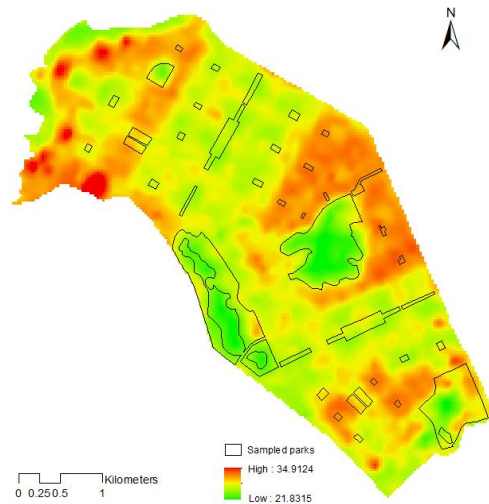 N
Sampled parks
High : 34.9124
Low : 21.8315
Kilometers
0 0.25 0.5 1